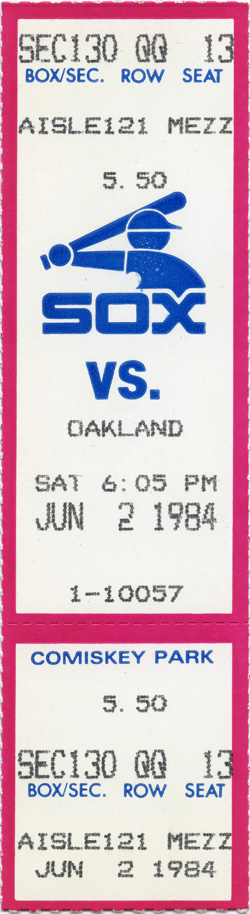 SEC130 QQ 13
BOX/SEC. ROW SEAT
AISLE121 MEZZ
5.50
SOX
VS.
OAKLAND
SAT 6:05 PM
JUN 2 1984
1-10057
COMISKEY PARK
5.50
SEC130 QQ 13
BOX/SEC. ROW SEAT
AISLE121 MEZZ
JUN 2 1984